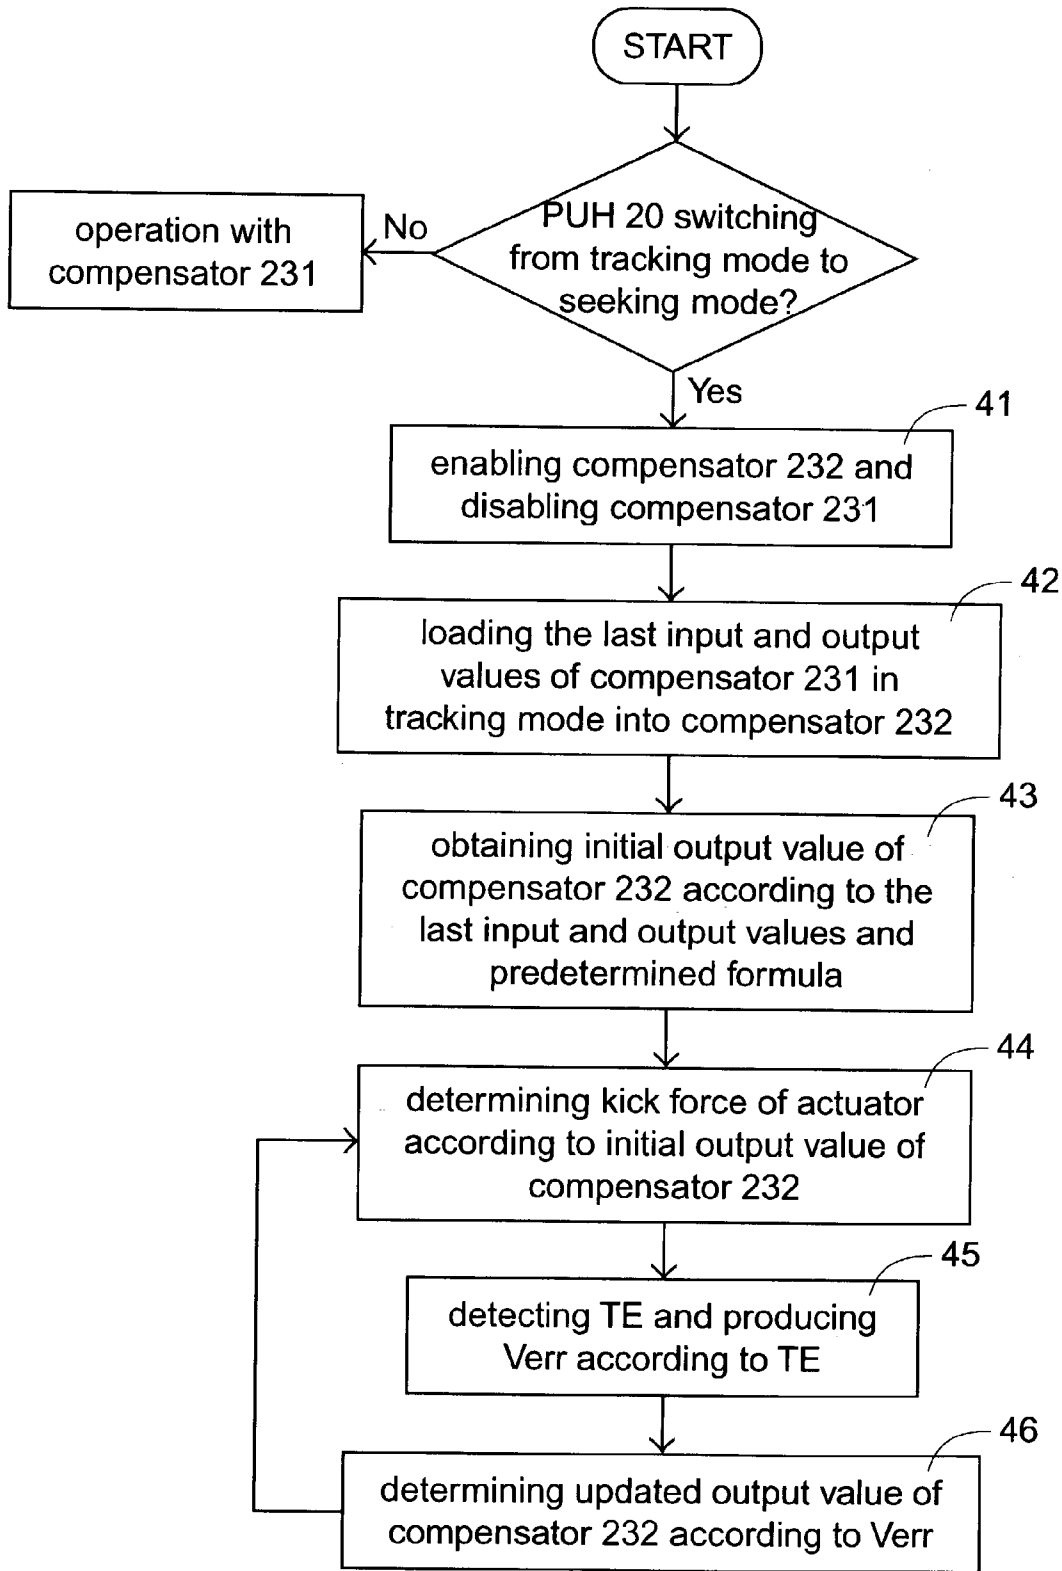 START
PUH 20 switching
from tracking mode to
seeking mode?
No
operation with
compensator 231
Yes
41
enabling compensator 232 and
disabling compensator 231
42
loading the last input and output
values of compensator 231 in
tracking mode into compensator 232
43
obtaining initial output value of
compensator 232 according to the
last input and output values and
predetermined formula
44
determining kick force of actuator
according to initial output value of
compensator 232
45
detecting TE and producing
Verr according to TE
46
determining updated output value of
compensator 232 according to Verr